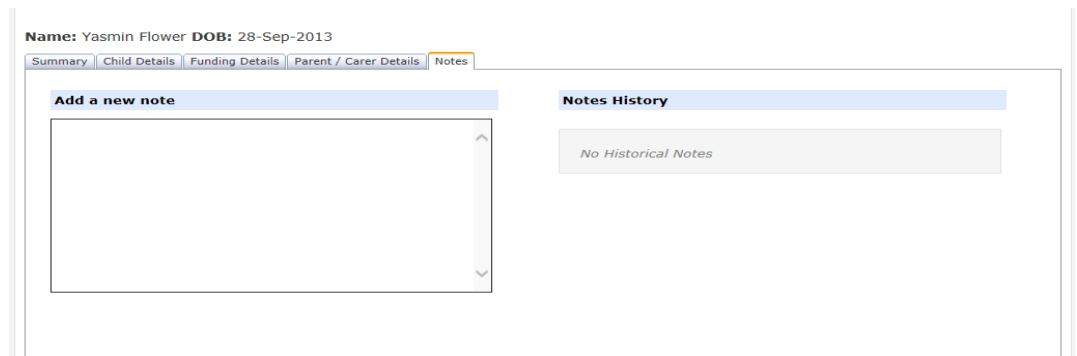 Name: Yasmin Flower DOB: 28-Sep-2013
Summary Child Details Funding Details Parent / Carer Details Notes
Add a new note
Notes History
No Historical Notes